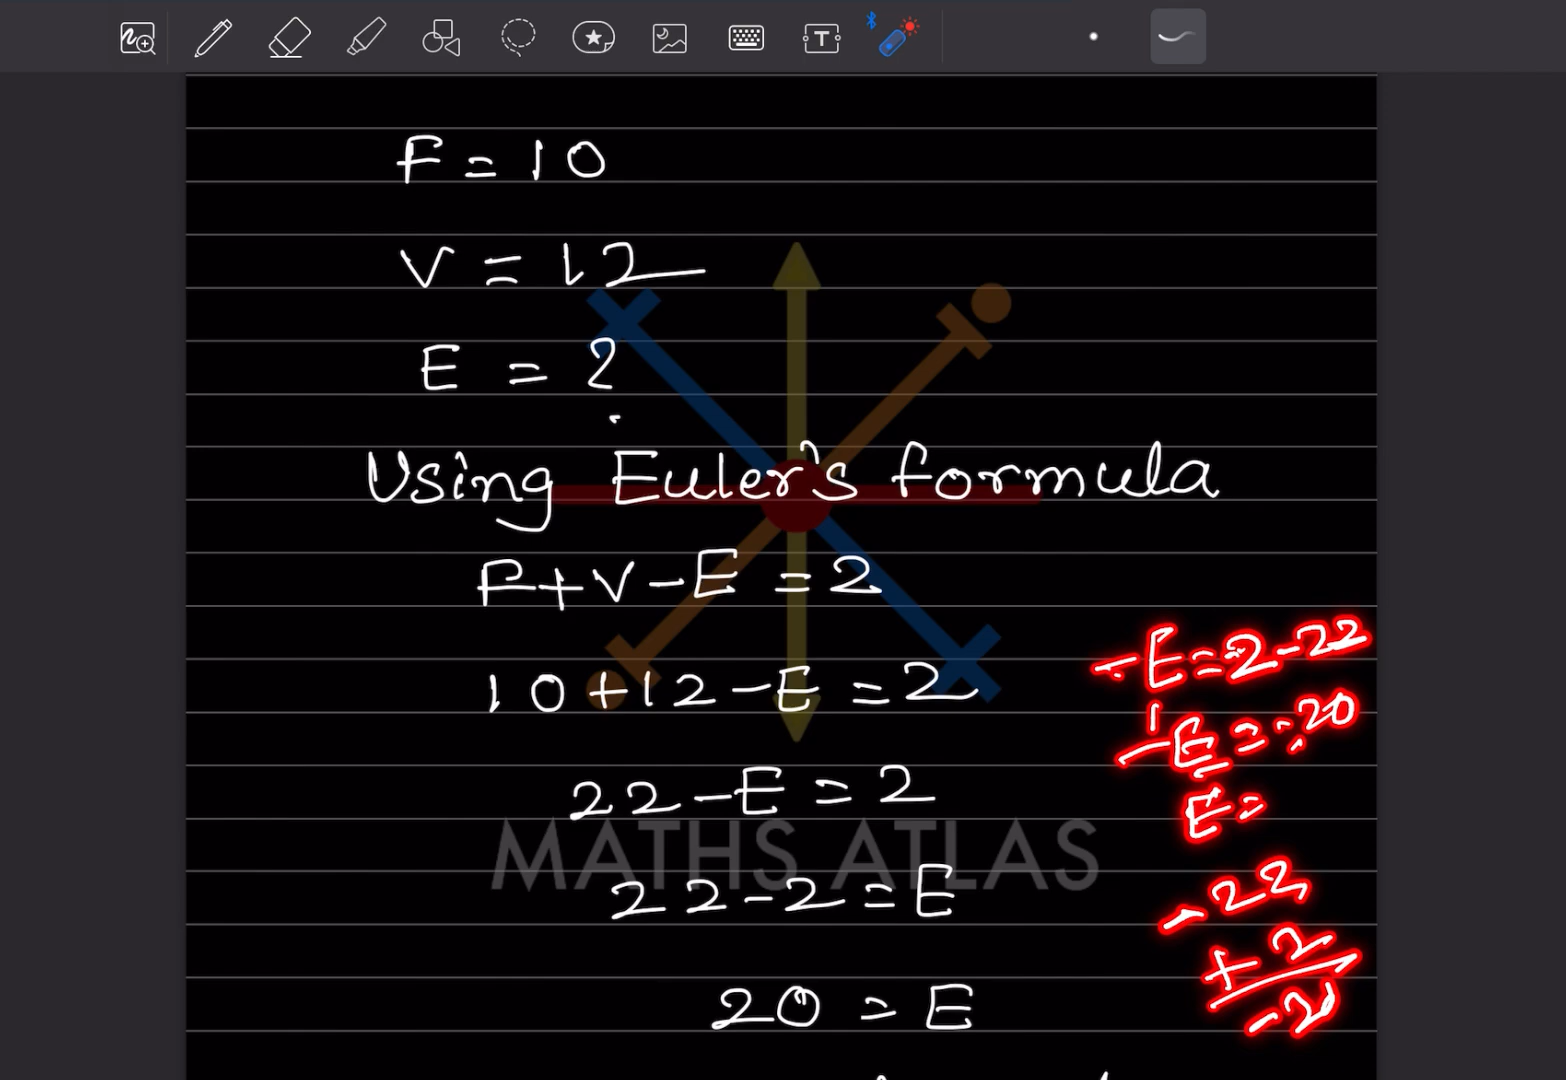 F = 10
V = 12
E = ?
Using Euler's formula
F+V-E = 2
10+12-E = 2
22-E = 2
22-2 = E
20 = E
-E=2-22
-E=-20
E=
-22
+2
-20
MATHS ATLAS